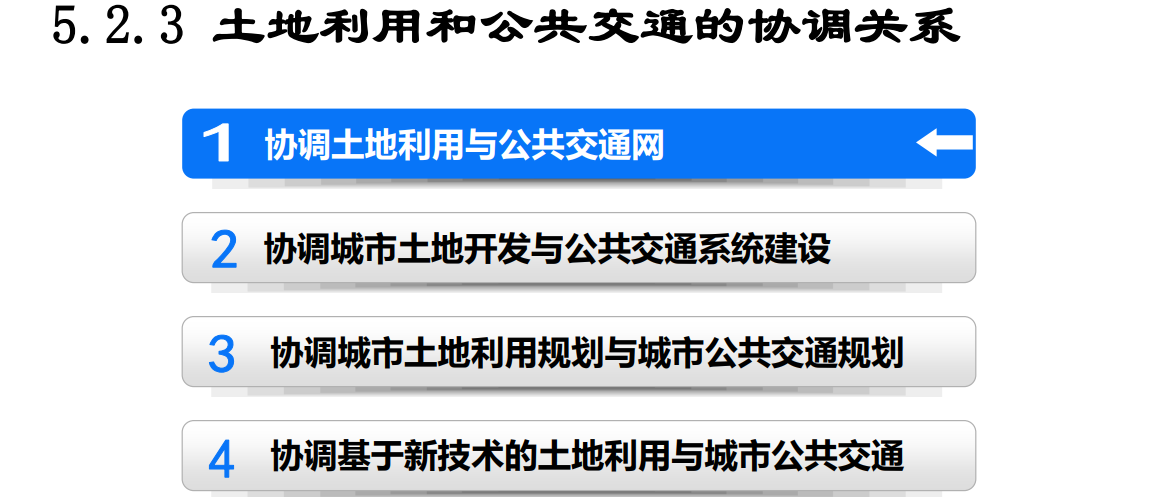 5.2.3 土地利用和公共交通的协调关系
1 协调土地利用与公共交通网
2 协调城市土地开发与公共交通系统建设
3 协调城市土地利用规划与城市公共交通规划
4 协调基于新技术的土地利用与城市公共交通